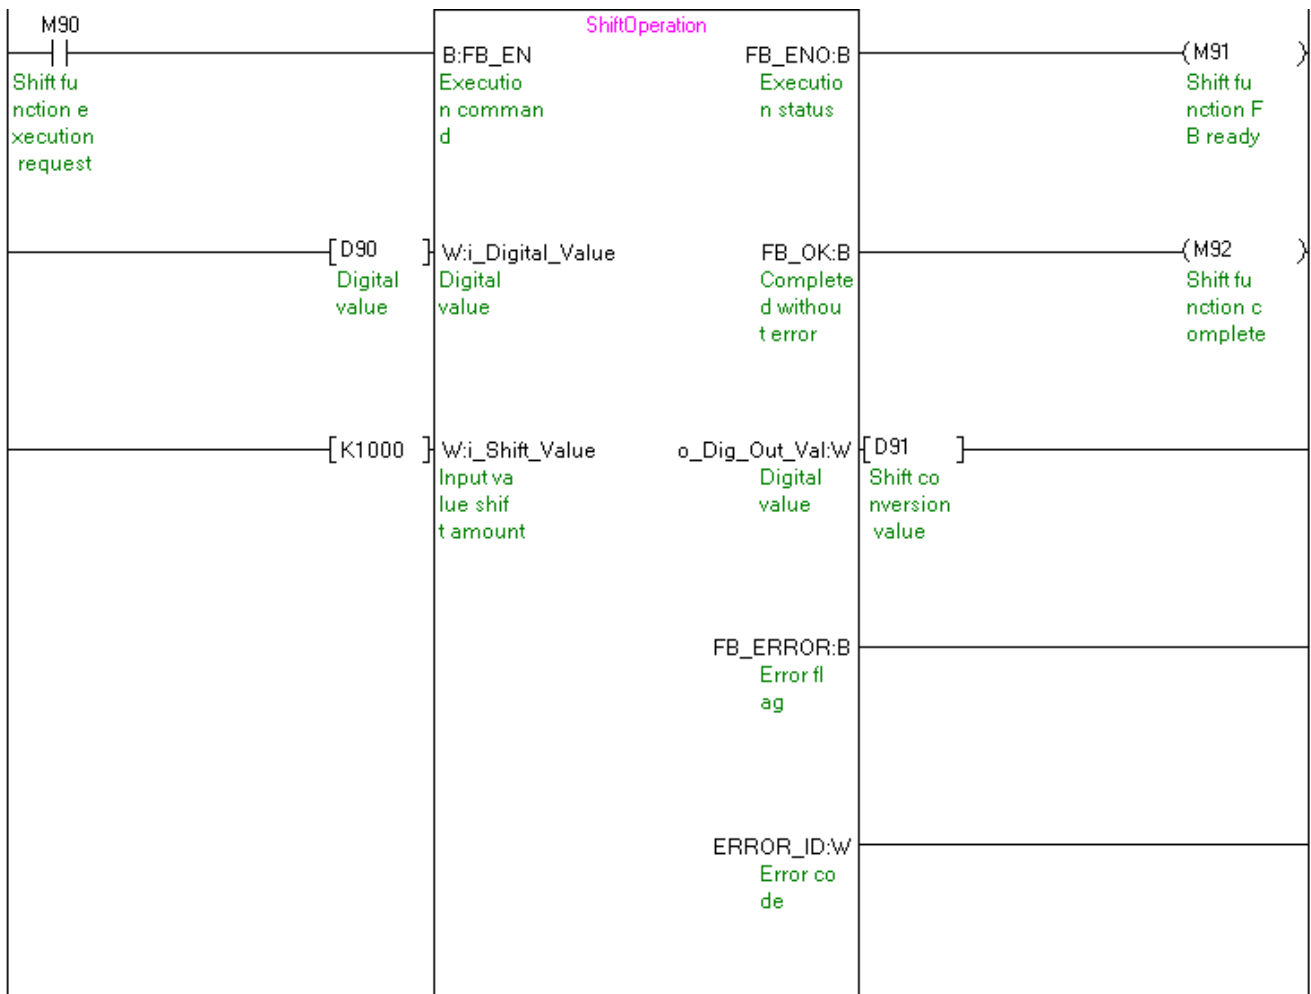 M90
ShiftOperation
B:FB_EN
FB_ENO:B
M91
Shift fu
nction e
xecution
request
Executio
n comman
d
Executio
n status
Shift fu
nction F
B ready
D90
W:i_Digital_Value
FB_OK:B
M92
Digital
value
Digital
value
Complete
d withou
t error
Shift fu
nction c
omplete
K1000
W:i_Shift_Value
o_Dig_Out_Val:W
D91
Input va
lue shif
t amount
Digital
value
Shift co
nversion
value
FB_ERROR:B
Error fl
ag
ERROR_ID:W
Error co
de